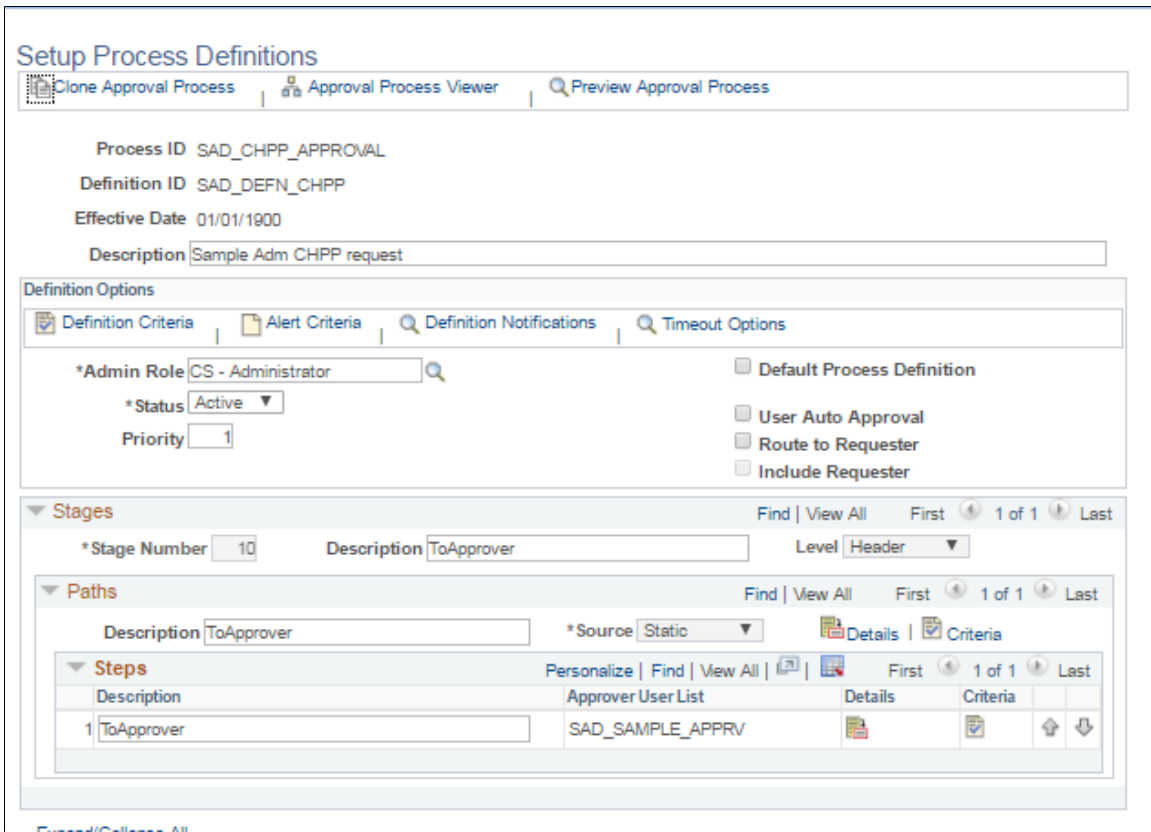 Setup Process Definitions
Clone Approval Process | Approval Process Viewer | Preview Approval Process
Process ID SAD_CHPP_APPROVAL
Definition ID SAD_DEFN_CHPP
Effective Date 01/01/1900
Description Sample Adm CHPP request
Definition Options
Definition Criteria | Alert Criteria | Definition Notifications | Timeout Options
*Admin Role CS - Administrator Default Process Definition
*Status Active
User Auto Approval
Priority 1 Route to Requester
Include Requester
Stages Find | View All First 1 of 1 Last
*Stage Number 10 Description ToApprover Level Header
Paths Find | View All First 1 of 1 Last
Description ToApprover *Source Static Details | Criteria
Steps Personalize | Find | View All | | First 1 of 1 Last
Description Approver User List Details Criteria
1 ToApprover SAD_SAMPLE_APPRV
Expand/Collapse All